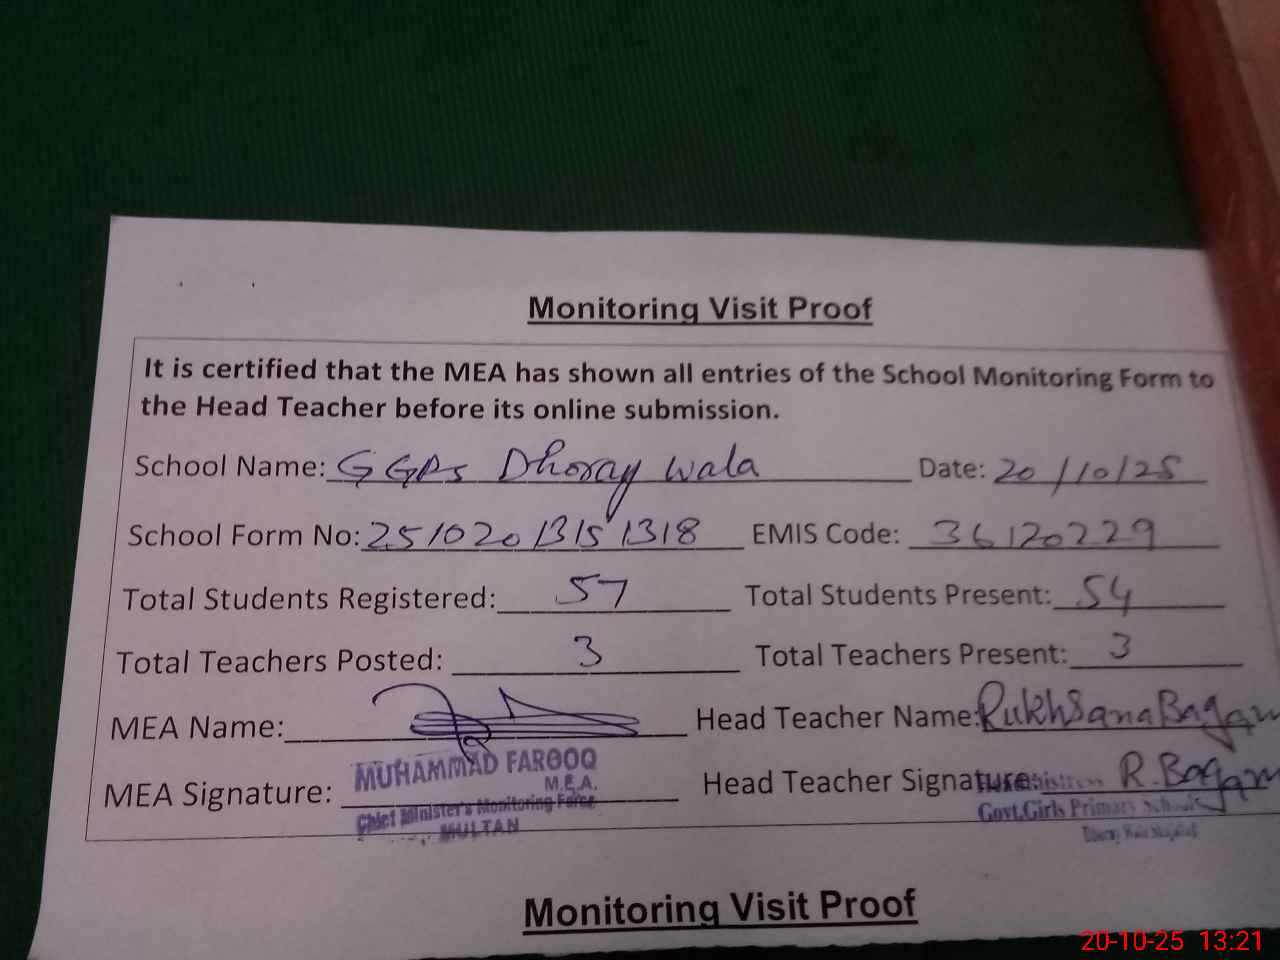 Monitoring Visit Proof
It is certified that the MEA has shown all entries of the School Monitoring Form to
the Head Teacher before its online submission.
School Name: GGPS Dhoray wala Date: 20/10/25
School Form No: 25102013151318 EMIS Code: 36120229
Total Students Registered: 57 Total Students Present: 54
Total Teachers Posted: 3 Total Teachers Present: 3
MEA Name: Head Teacher Name: Rukhsana Bagam
MUHAMMAD FAROOQ
M.E.A.
MEA Signature: Head Teacher Signature: R.Bagam
Chief Minister's Monitoring Force Govt.Girls Primary School
MULTAN
Monitoring Visit Proof
20-10-25 13:21